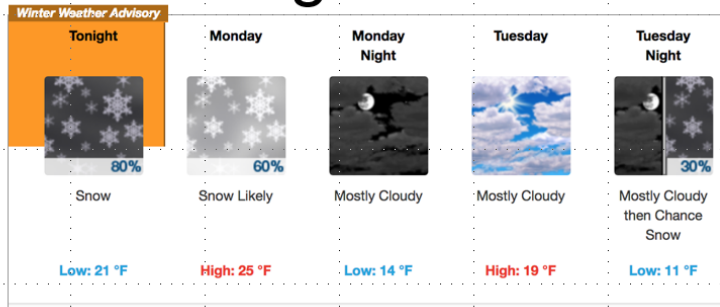 Winter Weather Advisory
Tonight
Monday
Monday
Night
Tuesday
Tuesday
Night
80%
60%
30%
Snow
Snow Likely
Mostly Cloudy
Mostly Cloudy
Mostly Cloudy
then Chance
Snow
Low: 21 °F
High: 25 °F
Low: 14 °F
High: 19 °F
Low: 11 °F